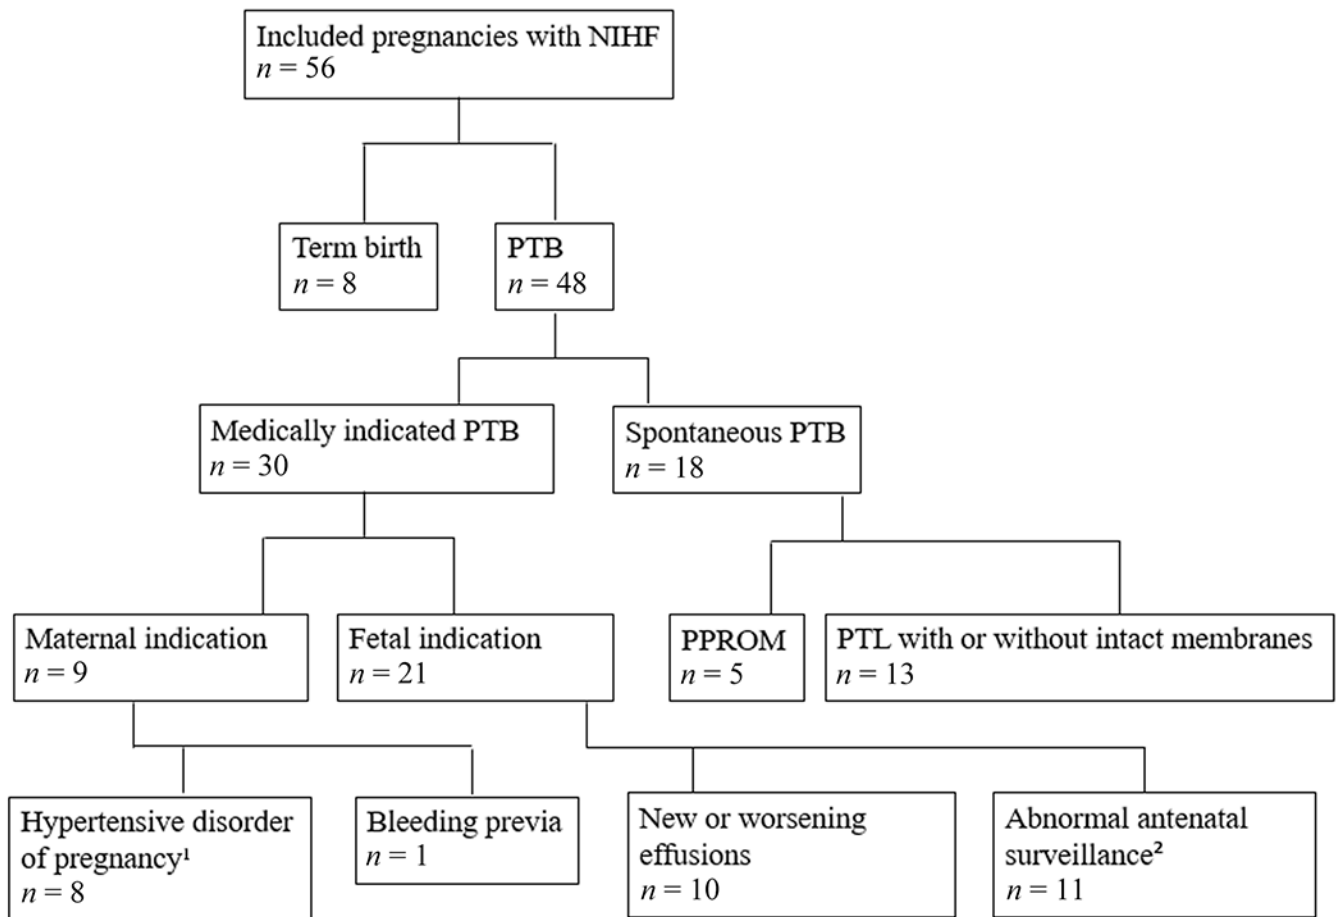 Included pregnancies with NIHF
n = 56
Term birth
n = 8
PTB
n = 48
Medically indicated PTB
n = 30
Spontaneous PTB
n = 18
Maternal indication
n = 9
Fetal indication
n = 21
PPROM
n = 5
PTL with or without intact membranes
n = 13
Hypertensive disorder
of pregnancy¹
n = 8
Bleeding previa
n = 1
New or worsening
effusions
n = 10
Abnormal antenatal
surveillance²
n = 11